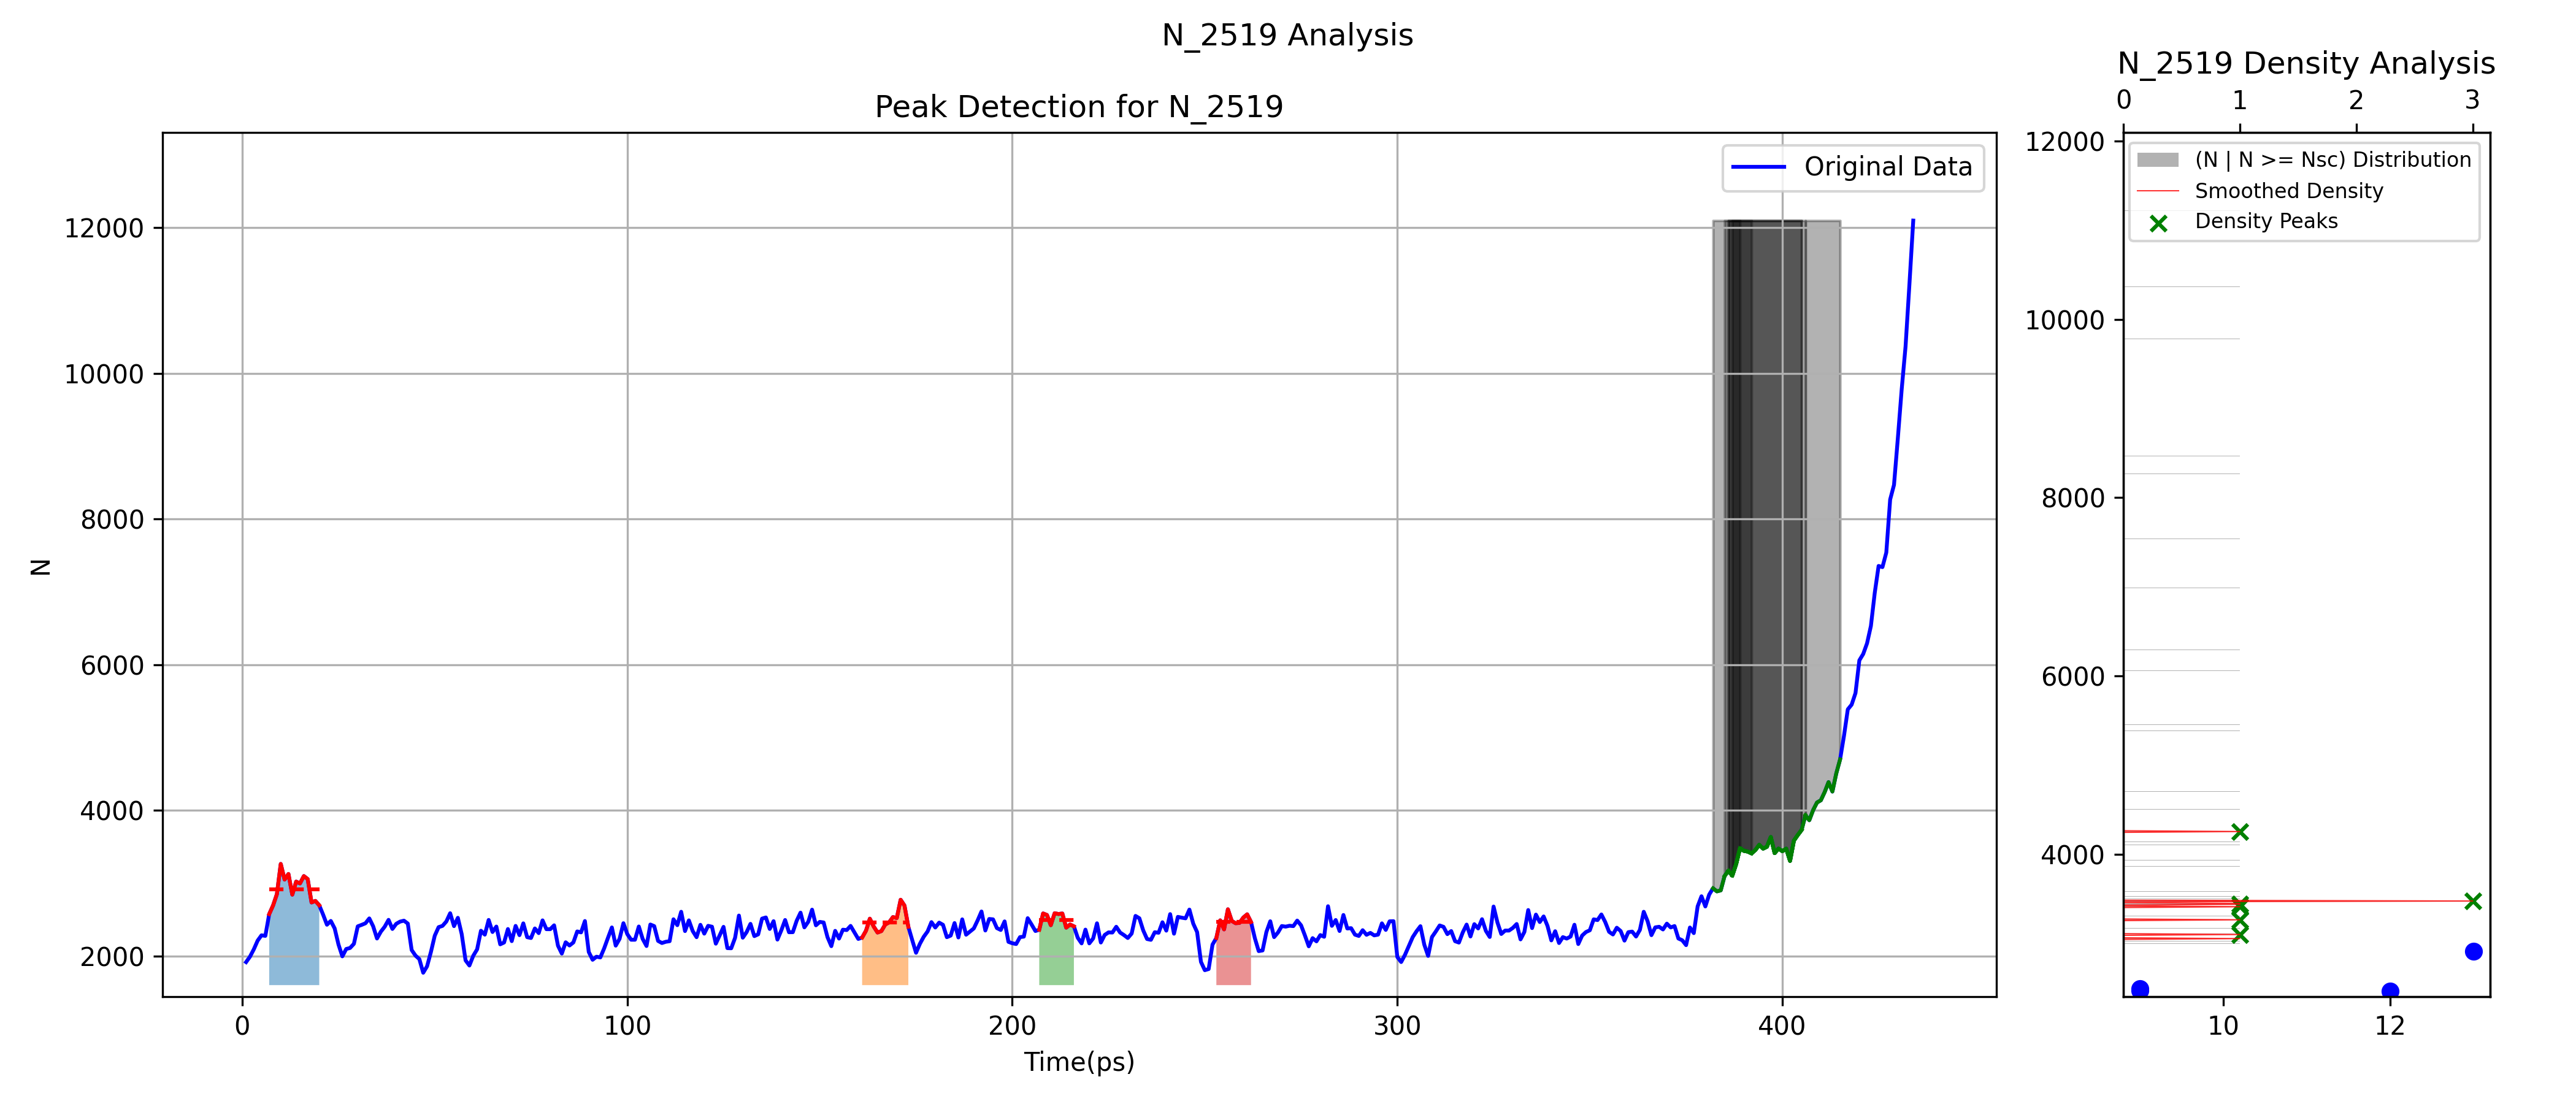 N_2519 Analysis
Peak Detection for N_2519
Original Data
12000
10000
8000
6000
4000
2000
N
0
100
200
300
400
Time(ps)
N_2519 Density Analysis
0
1
2
3
(N | N >= Nsc) Distribution
Smoothed Density
Density Peaks
12000
10000
8000
6000
4000
10
12